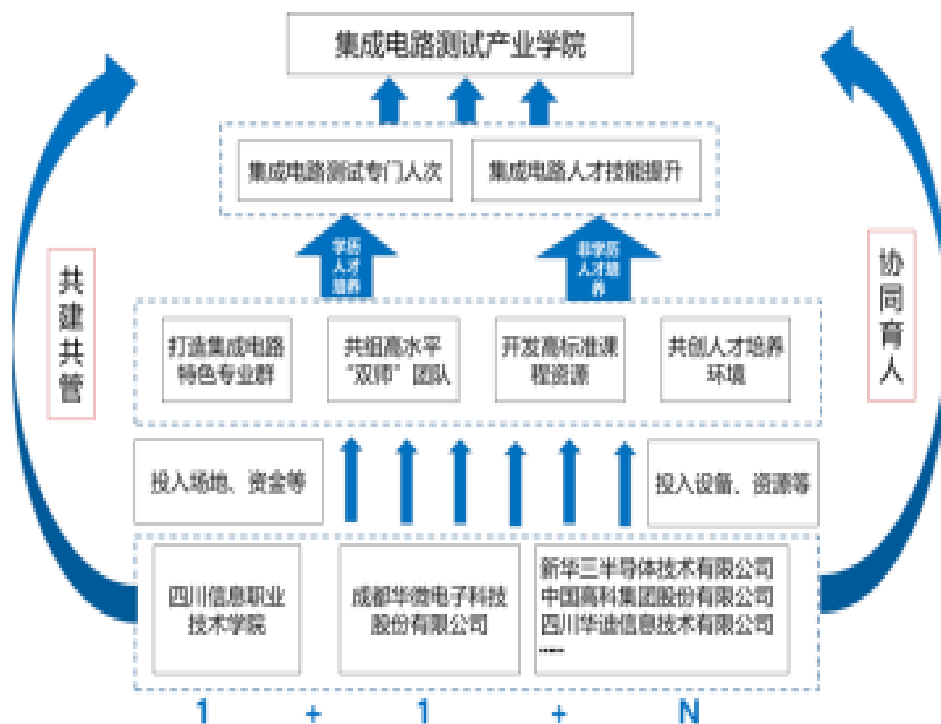 集成电路测试产业学院
集成电路测试专门人次
集成电路人才技能提升
学历
人才
培养
非学历
人才培
养
共建共管
协同育人
打造集成电路
特色专业群
共组高水平
“双师”团队
开发高标准课
程资源
共创人才培养
环境
投入场地、资金等
投入设备、资源等
四川信息职业
技术学院
成都华微电子科技
股份有限公司
新华三半导体技术有限公司
中国高科集团股份有限公司
四川华迪信息技术有限公司
....
1 + 1 + N